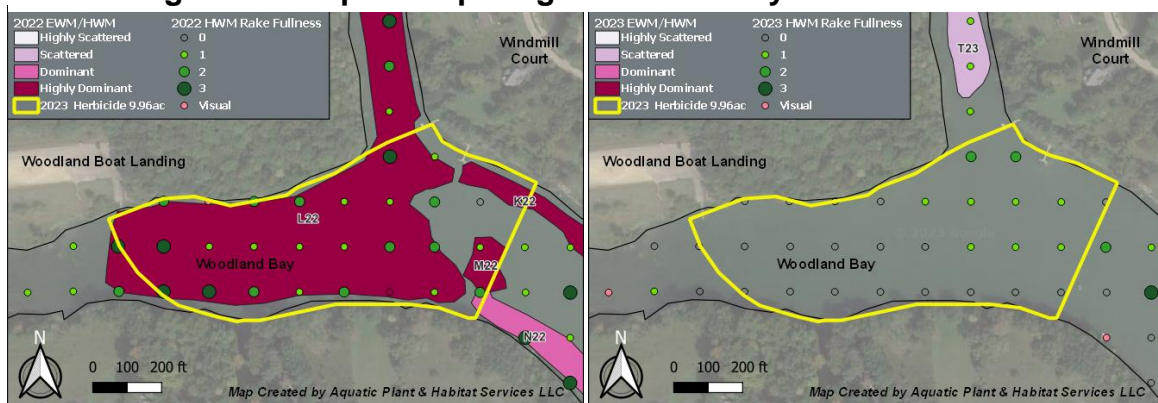 2022 EWM/HWM
Highly Scattered
Scattered
Dominant
Highly Dominant
2023 Herbicide 9.96ac
2022 HWM Rake Fullness
0
1
2
3
Visual
Windmill
Court
Woodland Boat Landing
L22
K22
M22
N22
Woodland Bay
N
0 100 200 ft
Map Created by Aquatic Plant & Habitat Services LLC
2023 EWM/HWM
Highly Scattered
Scattered
Dominant
Highly Dominant
2023 Herbicide 9.96ac
2023 HWM Rake Fullness
0
1
2
3
Visual
T23
Windmill
Court
Woodland Boat Landing
2023 Google
Woodland Bay
N
0 100 200 ft
Map Created by Aquatic Plant & Habitat Services LLC